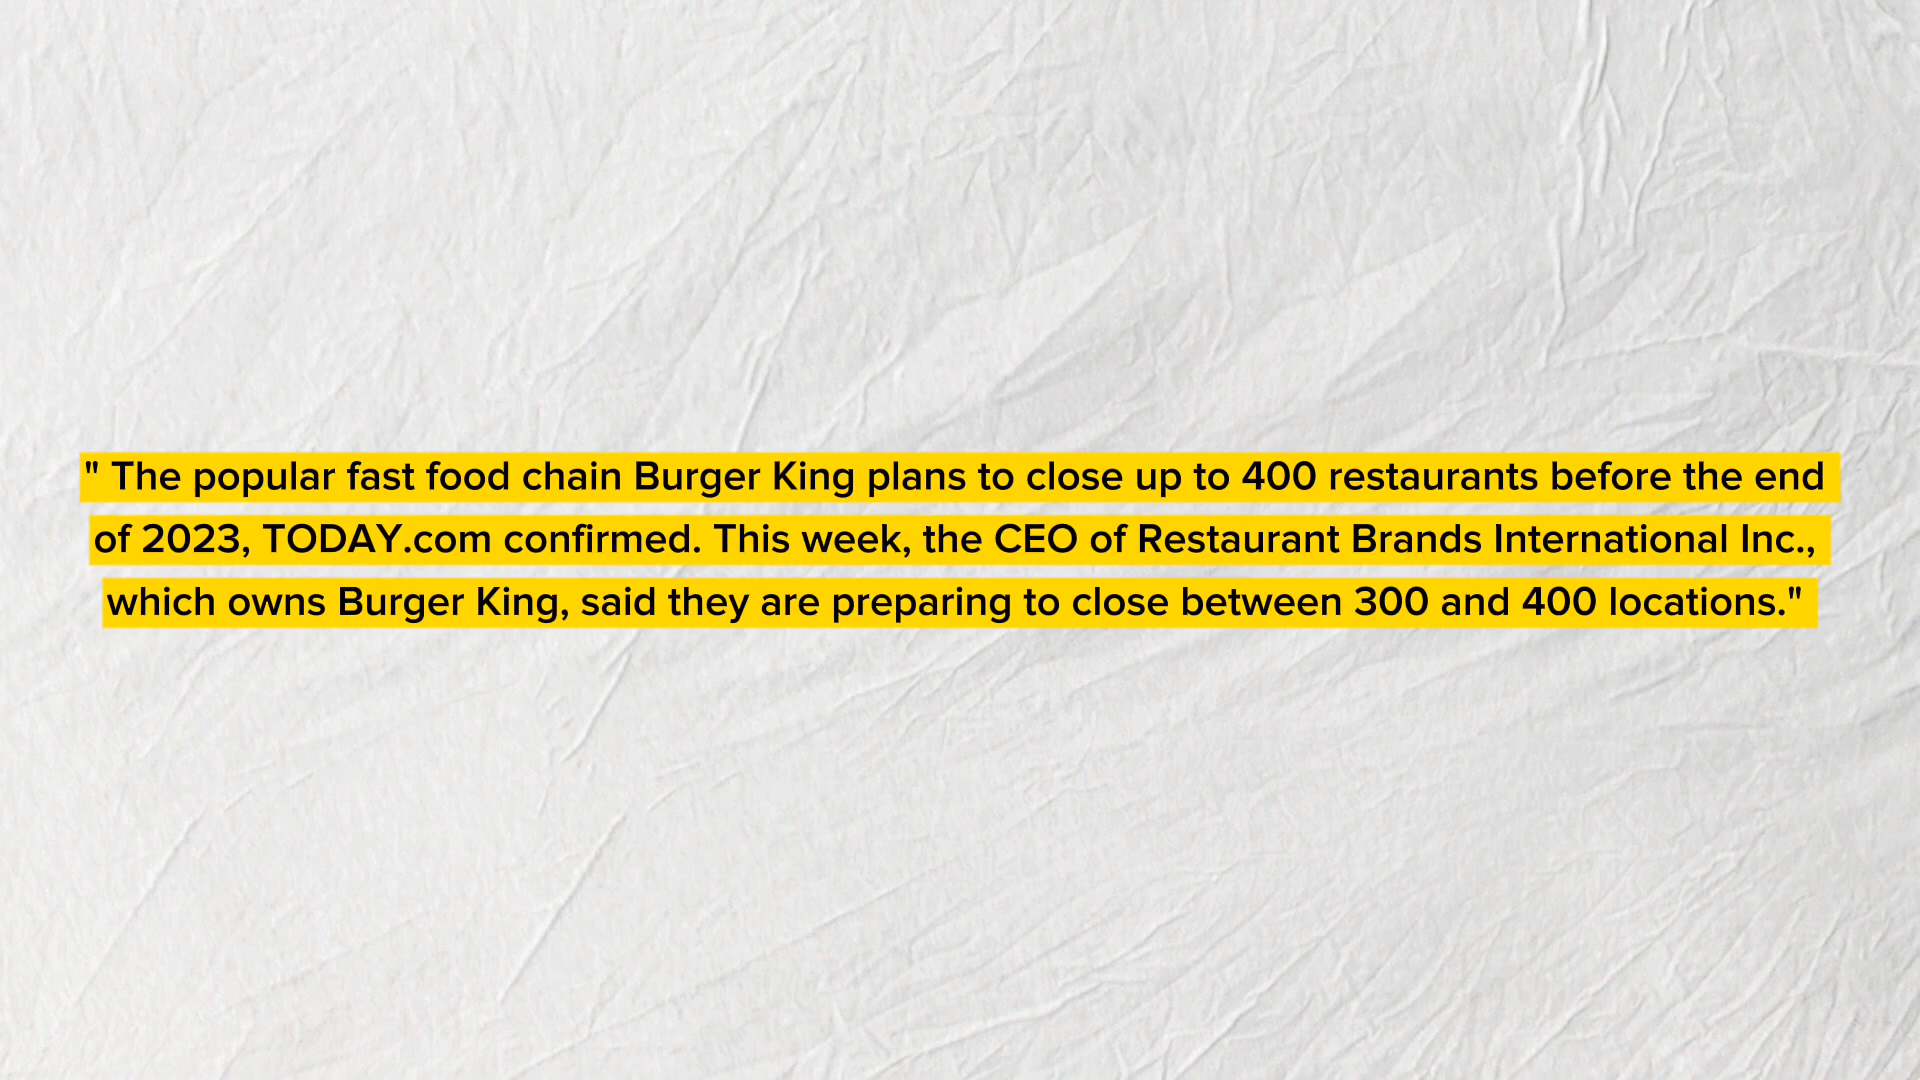 " The popular fast food chain Burger King plans to close up to 400 restaurants before the end
of 2023, TODAY.com confirmed. This week, the CEO of Restaurant Brands International Inc.,
which owns Burger King, said they are preparing to close between 300 and 400 locations."